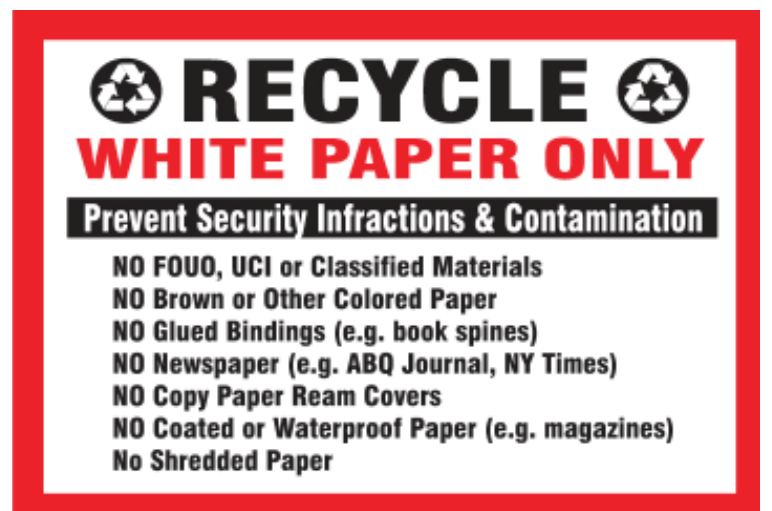 RECYCLE
WHITE PAPER ONLY
Prevent Security Infractions & Contamination
NO FOUO, UCI or Classified Materials
NO Brown or Other Colored Paper
NO Glued Bindings (e.g. book spines)
NO Newspaper (e.g. ABQ Journal, NY Times)
NO Copy Paper Ream Covers
NO Coated or Waterproof Paper (e.g. magazines)
No Shredded Paper